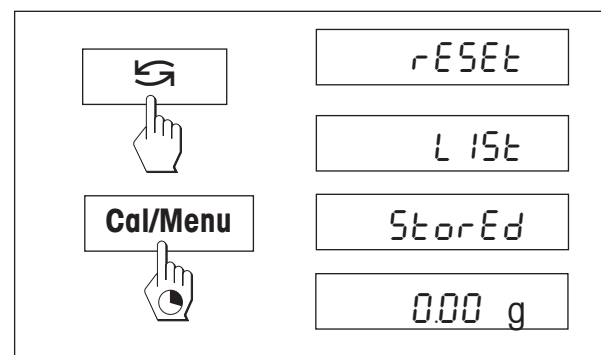 rESEt
LISt
Cal/Menu
StorEd
0.00 g